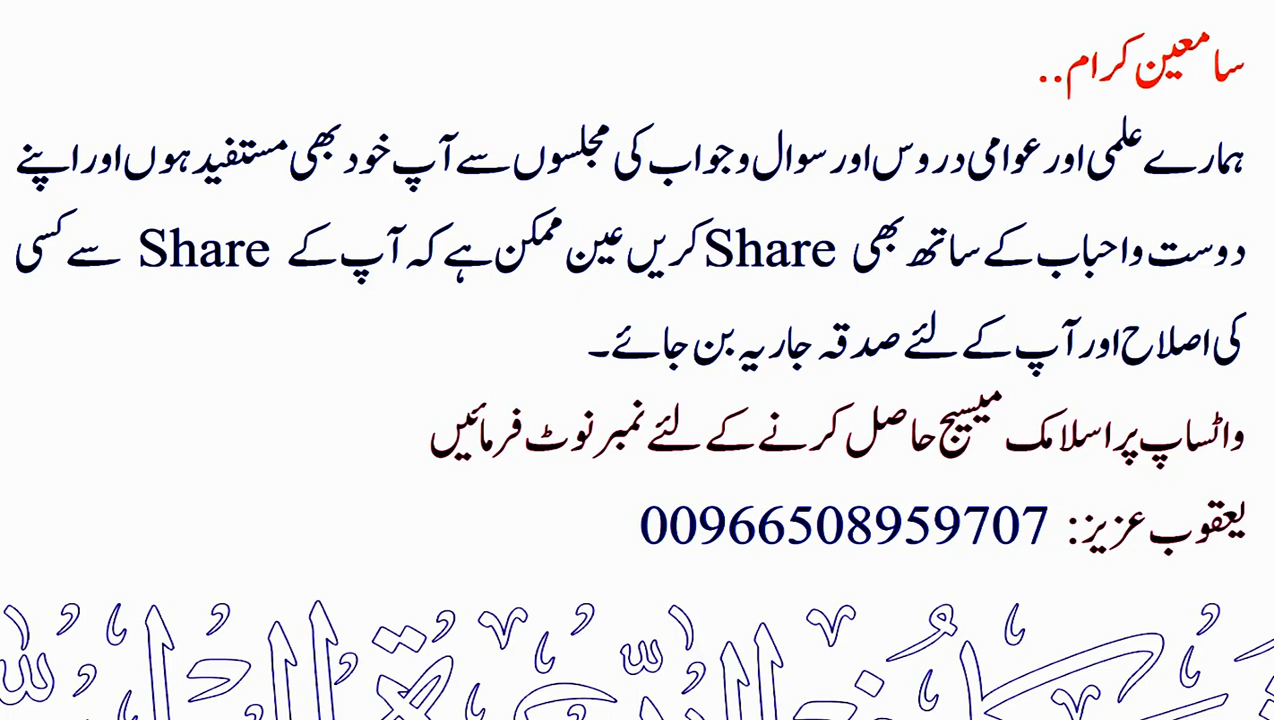 سامعین کرام..
ہمارے علمی اور عوامی دروس اور سوال و جواب کی مجلسوں سے آپ خود بھی مستفید ہوں اور اپنے
دوست واحباب کے ساتھ بھی Share کریں عین ممکن ہے کہ آپ کے Share سے کسی
کی اصلاح اور آپ کے لئے صدقہ جاریہ بن جائے۔
واٹساپ پر اسلامک میسیج حاصل کرنے کے لئے نمبر نوٹ فرمائیں
یعقوب عزیز: 00966508959707